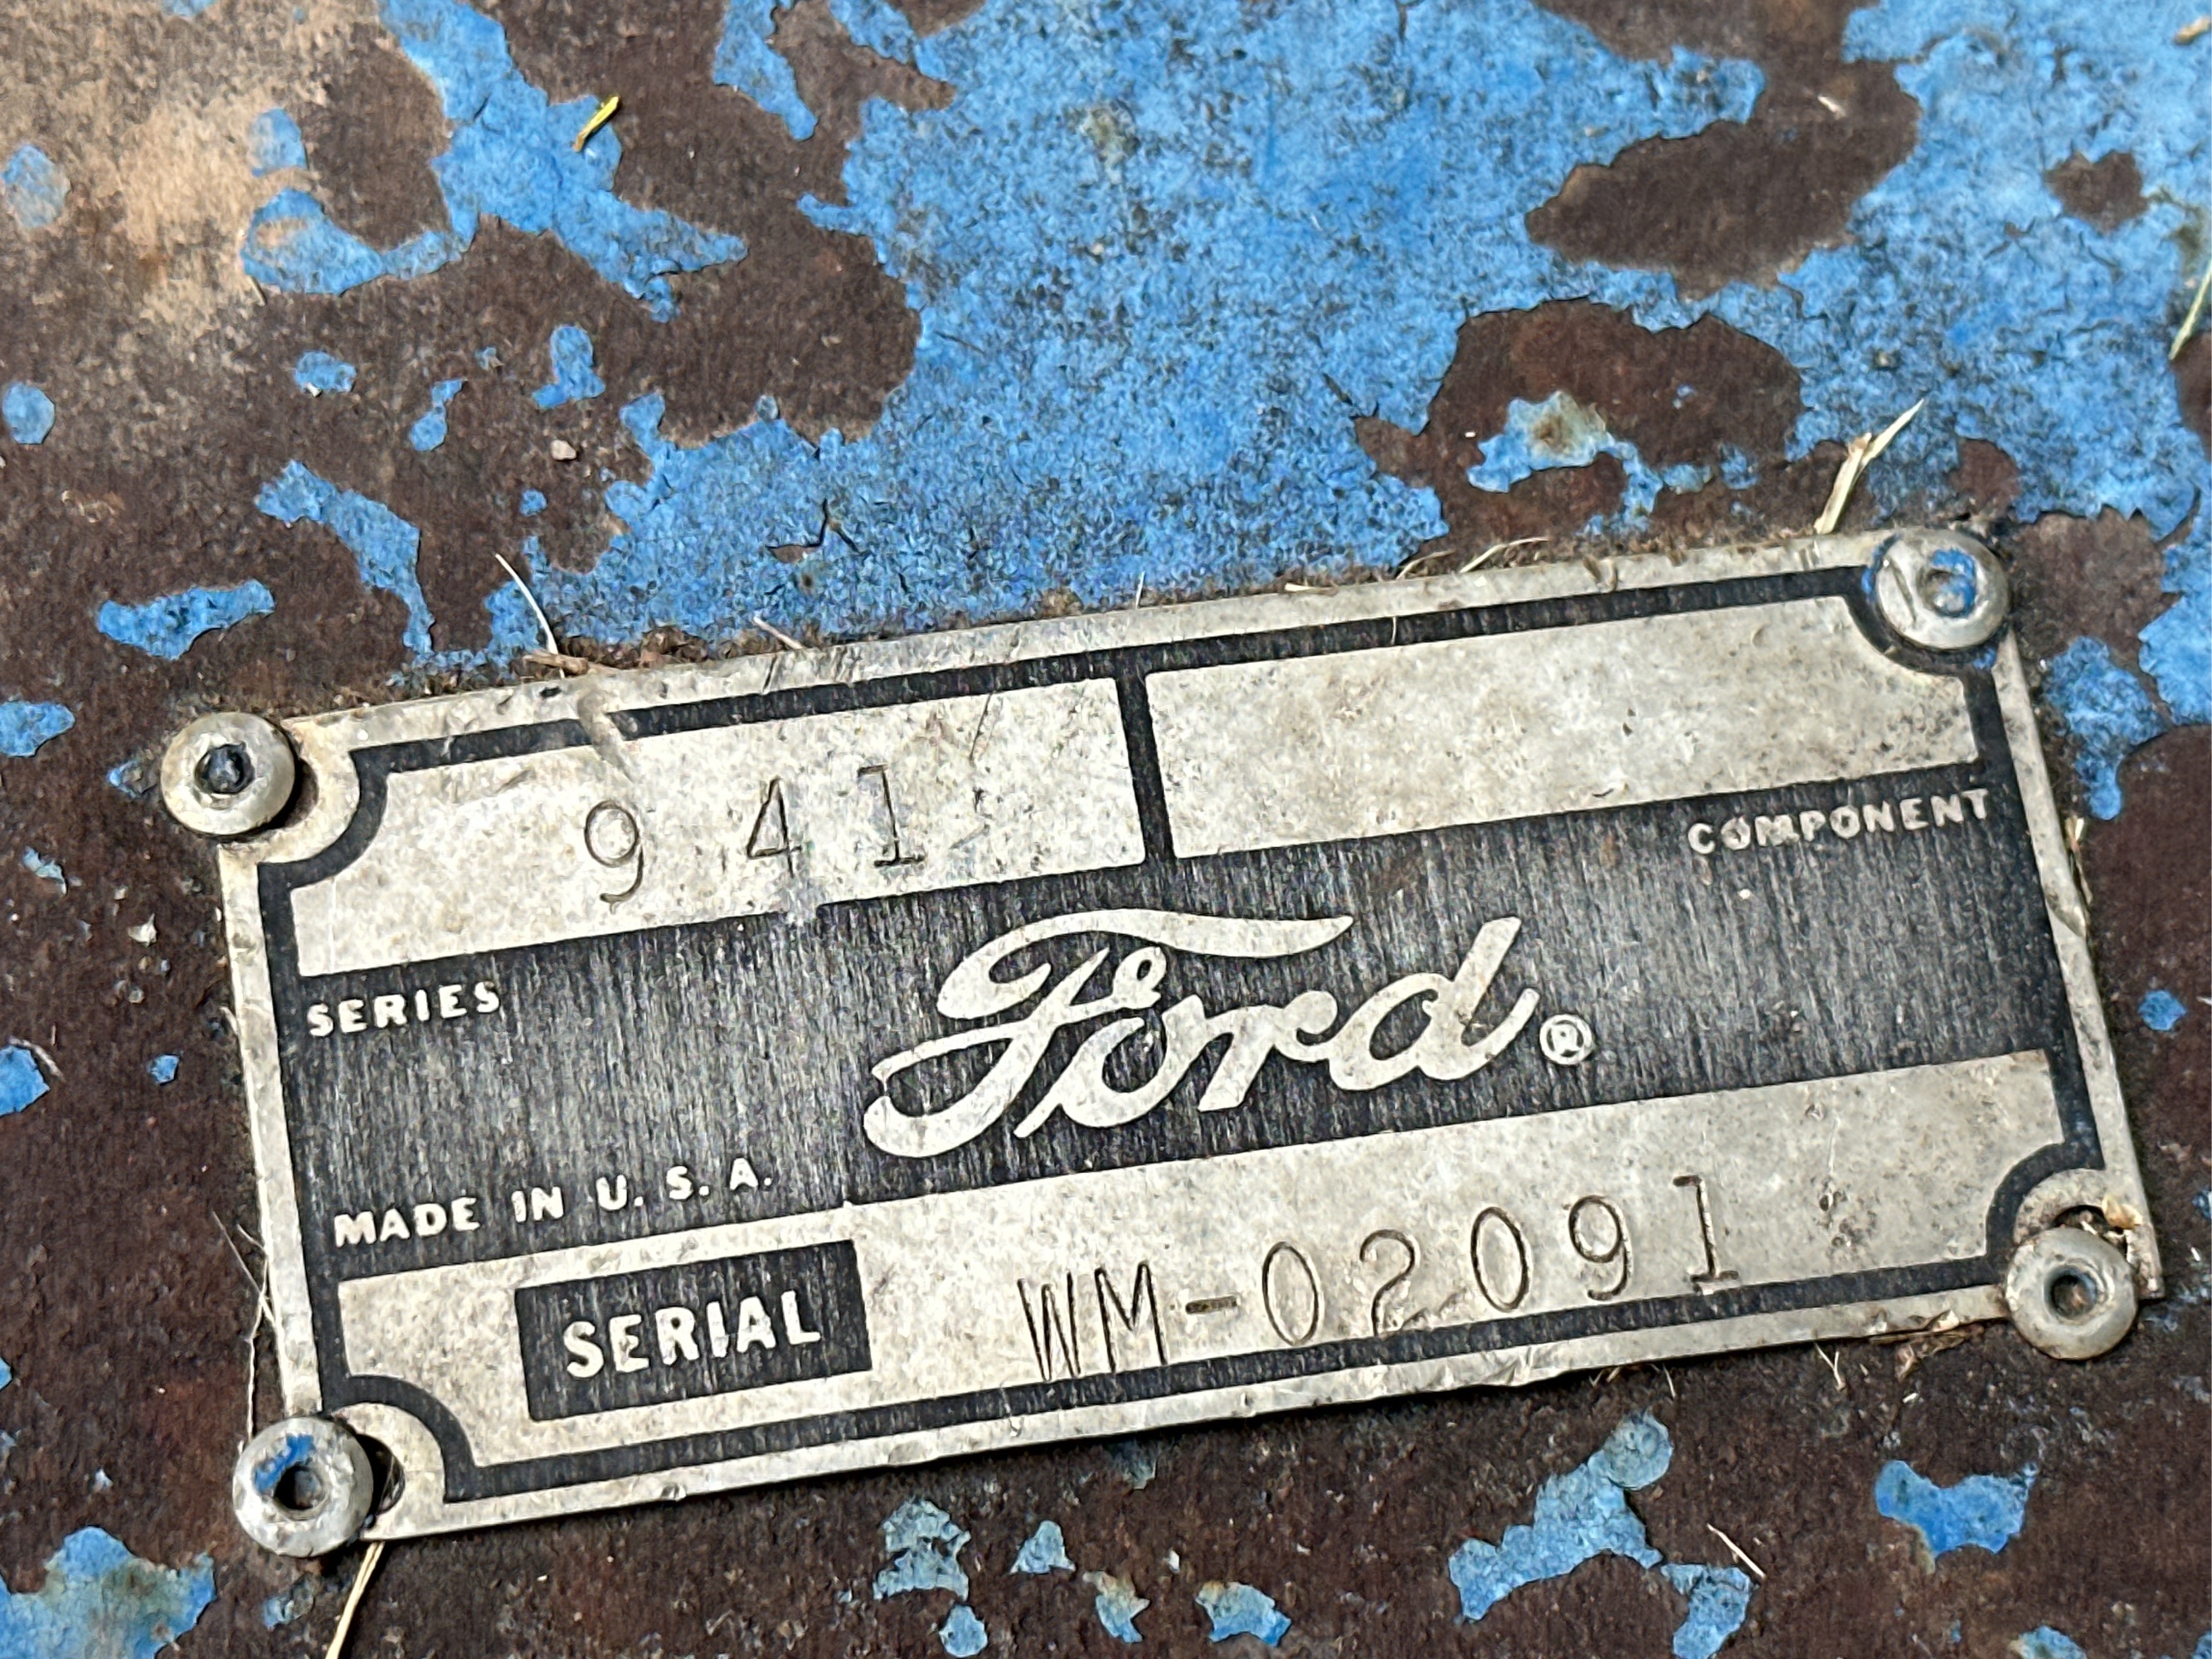 941
COMPONENT
SERIES
Ford®
MADE IN U.S.A.
SERIAL WM-02091